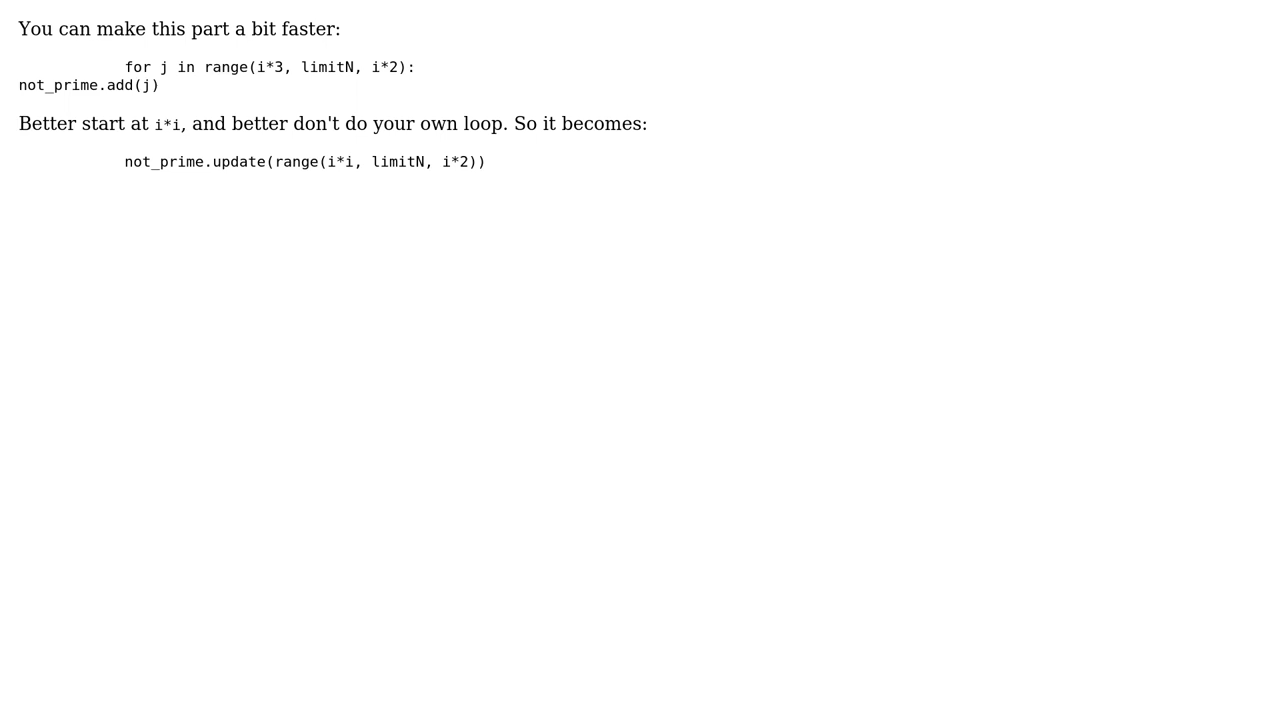 You can make this part a bit faster:
            for j in range(i*3, limitN, i*2):
not_prime.add(j)
Better start at i*i, and better don't do your own loop. So it becomes:
            not_prime.update(range(i*i, limitN, i*2))